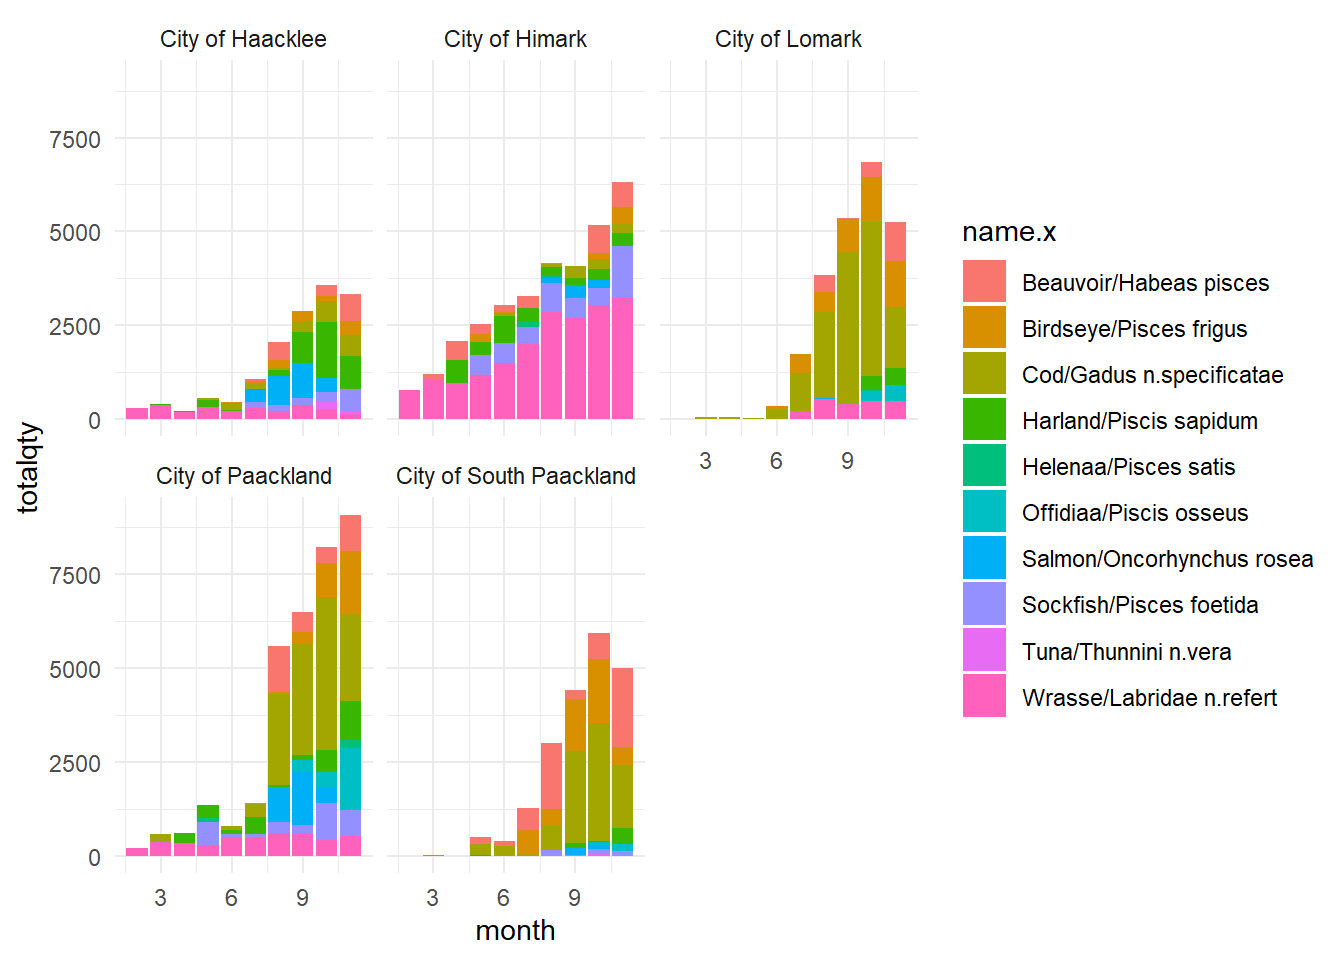 City of Haacklee
City of Himark
City of Lomark
7500
5000
2500
0
3
6
9
City of Paackland
City of South Paackland
7500
5000
2500
0
3
6
9
3
6
9
month
totalqty
name.x
Beauvoir/Habeas pisces
Birdseye/Pisces frigus
Cod/Gadus n.specificatae
Harland/Piscis sapidum
Helenaa/Pisces satis
Offidiaa/Piscis osseus
Salmon/Oncorhynchus rosea
Sockfish/Pisces foetida
Tuna/Thunnini n.vera
Wrasse/Labridae n.refert